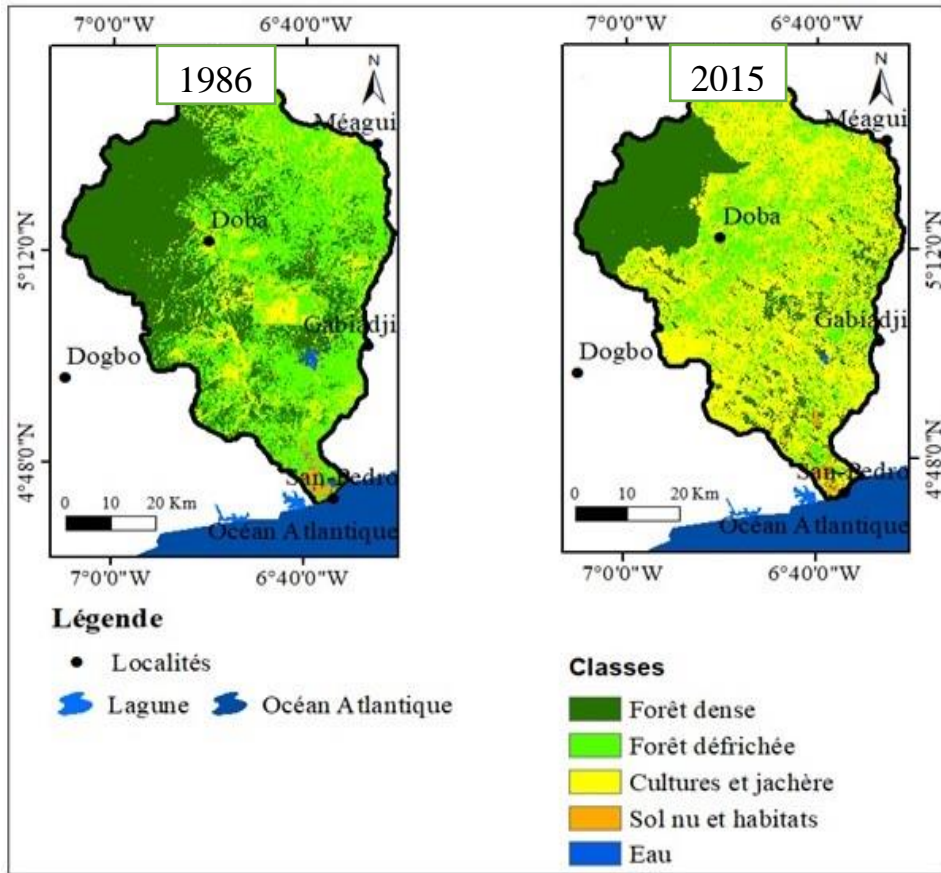 7°0'0"W 6°40'0"W
1986
N
Méagui
Doba
5°12'0"N
Gabiadji
Dogbo
4°48'0"N
San-Pedro
0 10 20 Km
Océan Atlantique
7°0'0"W 6°40'0"W
7°0'0"W 6°40'0"W
2015
N
Méagui
Doba
5°12'0"N
Gabiadji
Dogbo
4°48'0"N
San-Pedro
0 10 20 Km
Océan Atlantique
7°0'0"W 6°40'0"W
Légende
Localités
Lagune Océan Atlantique
Classes
Forêt dense
Forêt défrichée
Cultures et jachère
Sol nu et habitats
Eau